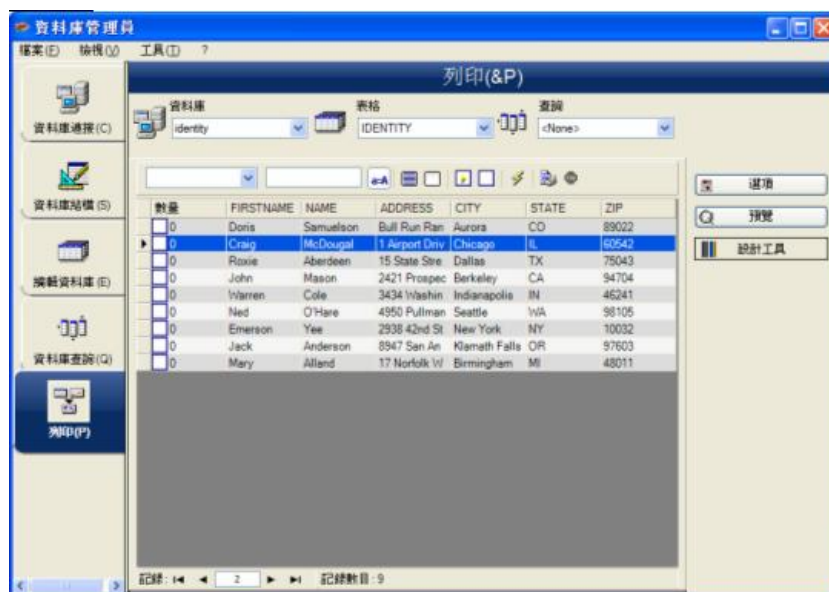 資料庫管理員
檔案(F) 檢視(V) 工具(T) ?
列印(&P)
資料庫連接(C)
資料庫結構(S)
編輯資料庫(E)
資料庫查詢(Q)
列印(P)
資料庫 表格 查詢
identity IDENTITY <None>
數量 FIRSTNAME NAME ADDRESS CITY STATE ZIP
0 Doris Samuelson Bull Run Ran Aurora CO 89022
0 Craig McDougal 1 Airport Driv Chicago IL 60542
0 Roxie Aberdeen 15 State Stre Dallas TX 75043
0 John Mason 2421 Prospec Berkeley CA 94704
0 Warren Cole 3434 Washin Indianapolis IN 46241
0 Ned O'Hare 4950 Pullman Seattle WA 98105
0 Emerson Yee 2938 42nd St New York NY 10032
0 Jack Anderson 8947 San An Klamath Falls OR 97603
0 Mary Alland 17 Norfolk W Birmingham MI 48011
選項
預覽
設計工具
記錄: 2 記錄數目:9